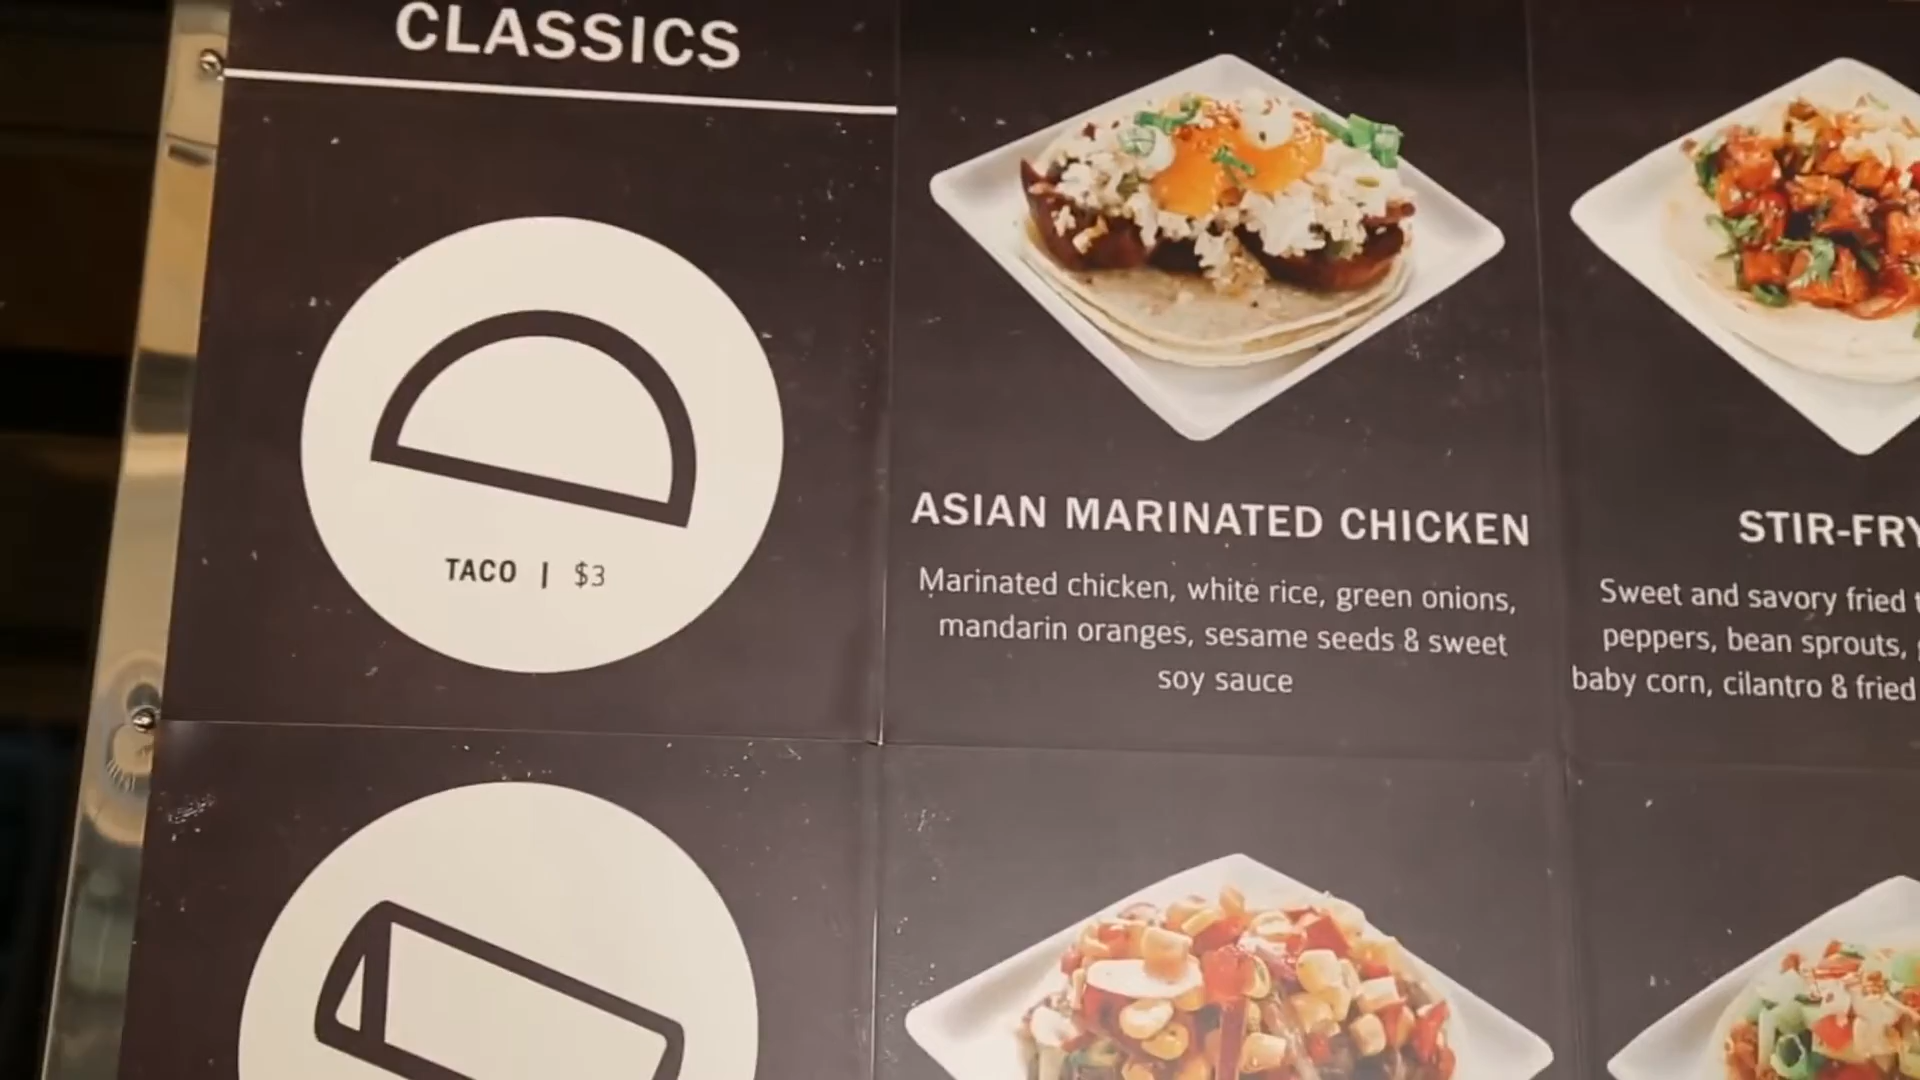 CLASSICS
TACO | $3
ASIAN MARINATED CHICKEN
Marinated chicken, white rice, green onions,
mandarin oranges, sesame seeds & sweet
soy sauce
STIR-FRY
Sweet and savory fried
peppers, bean sprouts,
baby corn, cilantro & fried